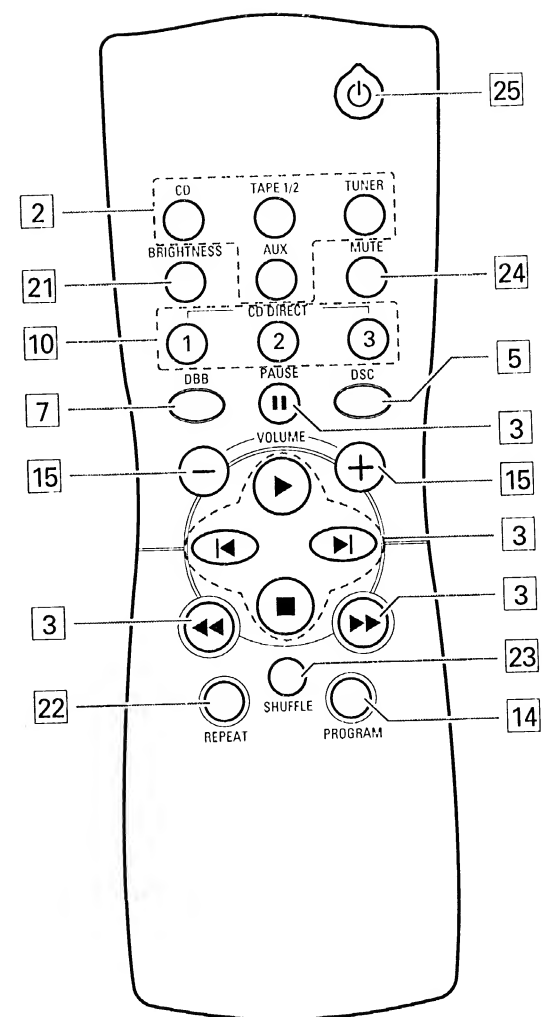 25
CD TAPE 1/2 TUNER
2
BRIGHTNESS AUX MUTE
21 24
CD DIRECT
10 1 2 3
DBB PAUSE DSC 5
7 3
VOLUME
15 − + 15
3
3 3
23
22 SHUFFLE 14
REPEAT PROGRAM